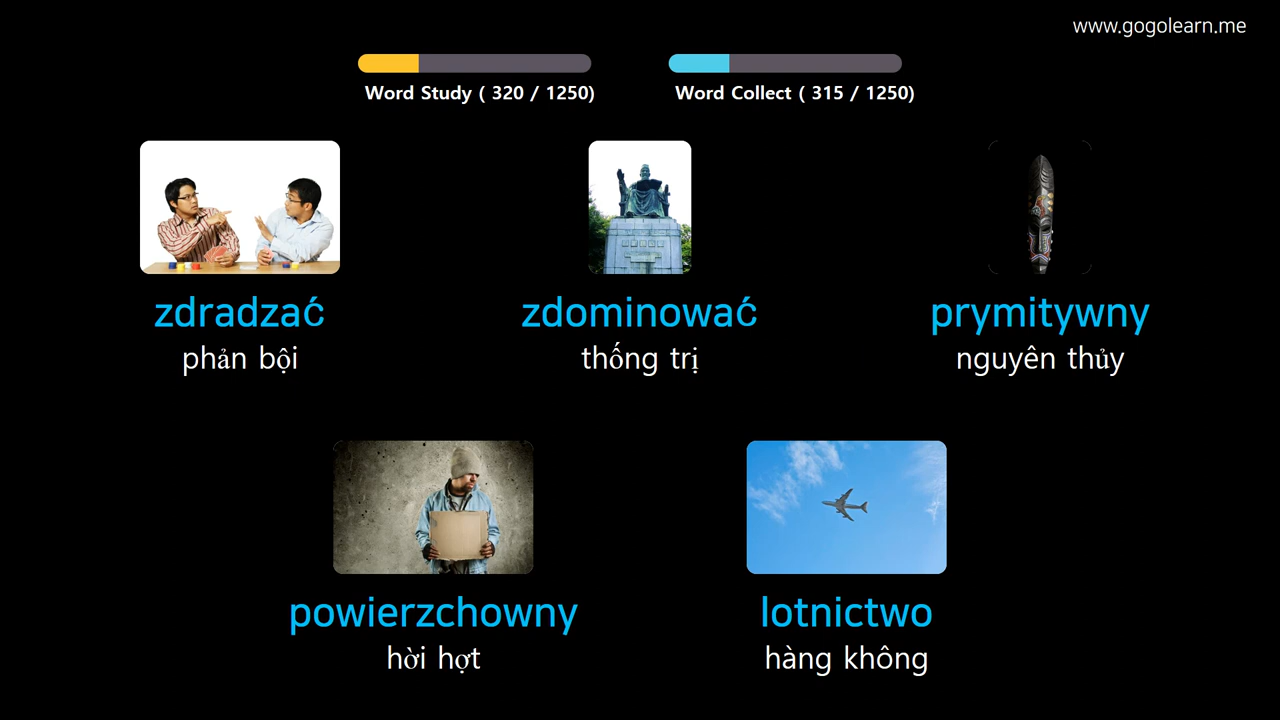 www.gogolearn.me
Word Study ( 320 / 1250)
Word Collect ( 315 / 1250)
zdradzać
phản bội
zdominować
thống trị
prymitywny
nguyên thủy
powierzchowny
hời hợt
lotnictwo
hàng không